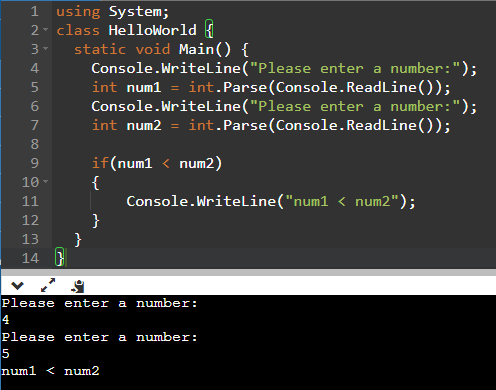 1 using System;
2 class HelloWorld {
3 static void Main() {
4 Console.WriteLine("Please enter a number:");
5 int num1 = int.Parse(Console.ReadLine());
6 Console.WriteLine("Please enter a number:");
7 int num2 = int.Parse(Console.ReadLine());
8
9 if(num1 < num2)
10 {
11 Console.WriteLine("num1 < num2");
12 }
13 }
14 }
Please enter a number:
4
Please enter a number:
5
num1 < num2